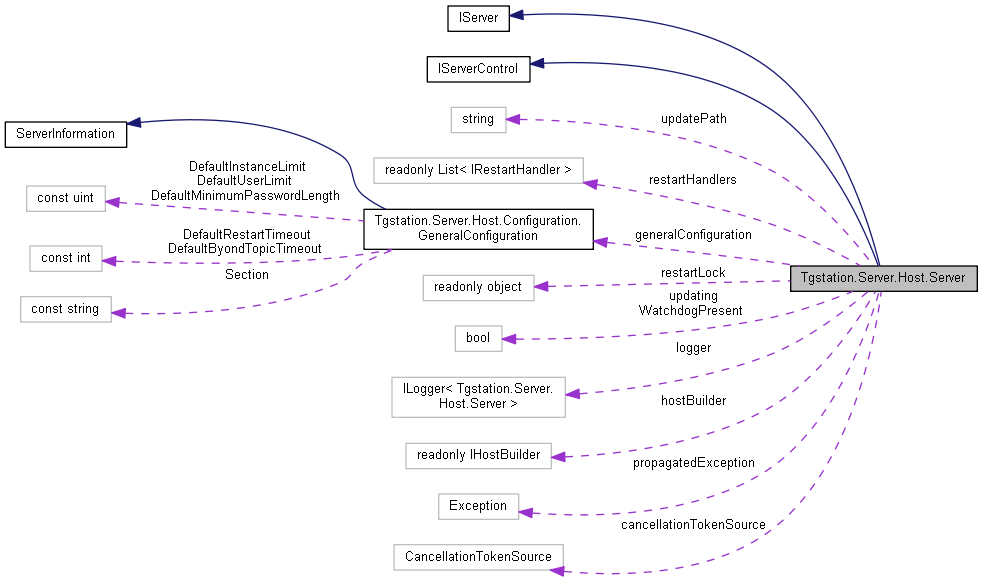 IServer
IServerControl
string
updatePath
ServerInformation
readonly List< IRestartHandler >
restartHandlers
DefaultInstanceLimit
DefaultUserLimit
DefaultMinimumPasswordLength
const uint
Tgstation.Server.Host.Configuration.
GeneralConfiguration
generalConfiguration
DefaultRestartTimeout
DefaultByondTopicTimeout
const int
Section
const string
Tgstation.Server.Host.Server
readonly object
restartLock
updating
WatchdogPresent
bool
logger
ILogger< Tgstation.Server.
Host.Server >
hostBuilder
readonly IHostBuilder
propagatedException
Exception
cancellationTokenSource
CancellationTokenSource